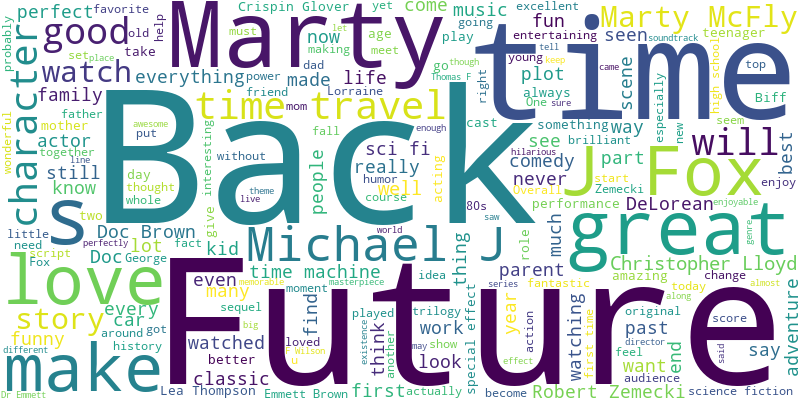 Crispin Glover
yet
come
music
going
excellent
perfect
favorite
old
take
help
set
place
probably
Marty
time
good
watch
everything
now
making
made
life
dad
must
let
age
meet
play
go
though
power
friend
Lorraine
mom
Thomas F
seen
fun
entertaining
young
right
tell
plot
always
One
cast
Marty McFly
teenager
scene
especially
soundtrack
keep
came
sure
new
high school
top
Biff
wonderful
character
family
father
mother
together
actor
line
still
know
time travel
put
day
thought
whole
awesome
without
theme
live
Back
fall
give
interesting
people
sci fi
really
humor
course
enough
well
acting
hilarious
see
something
comedy
never
80s
saw
way
brilliant
part
performance
Overall
Zemecki
start
will
best
enjoy
J Fox
DeLorean
enjoyable
s
little
need
two
script
Fox
perfectly
Doc Brown
Doc
George
lot
fact
kid
love
story
funny
different
Dr Emmett
every
car
around
got
history
make
Michael J
world
time machine
even
many
memorable
sequel
watched
better
classic
big
loved
F Wilson
moment
find
masterpiece
idea
existence
played
may
think
another
trilogy
show
series
first
actually
thing
special effect
parent
work
look
role
much
year
action
effect
become
great
Christopher Lloyd
amazing
fantastic
watching
first time
genre
change
today
along
almost
adventure
past
original
director
feel
want
audience
end
score
said
say
seem
Future
Lea Thompson
Emmett Brown
Robert Zemecki
science fiction